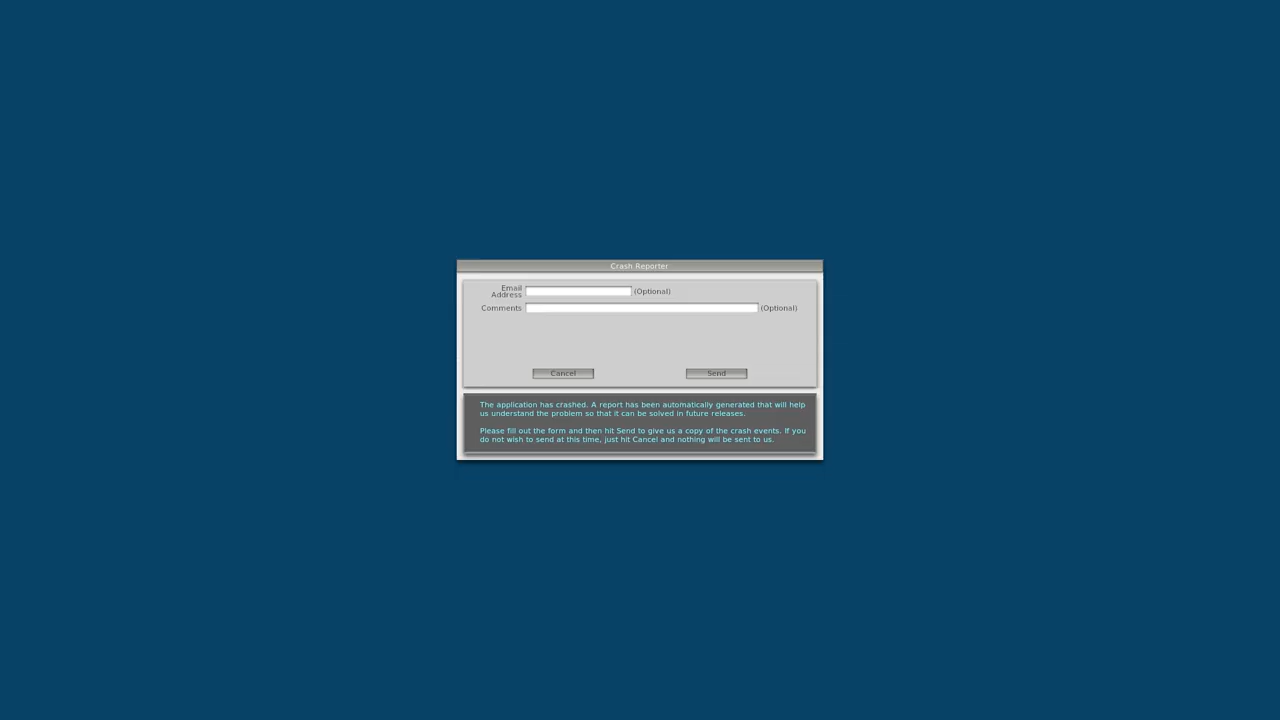 Crash Reporter
Email
Address
(Optional)
Comments
(Optional)
Cancel
Send
The application has crashed. A report has been automatically generated that will help
us understand the problem so that it can be solved in future releases.
Please fill out the form and then hit Send to give us a copy of the crash events. If you
do not wish to send at this time, just hit Cancel and nothing will be sent to us.